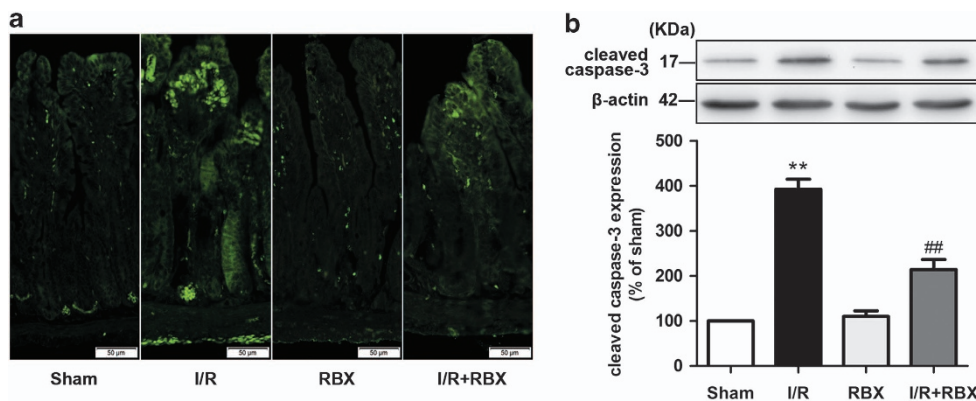 a
50 µm
50 µm
50 µm
50 µm
Sham I/R RBX I/R+RBX
b
(KDa)
cleaved
caspase-3
17
β-actin 42
cleaved caspase-3 expression
(% of sham)
500
400
300
200
100
0
**
##
Sham I/R RBX I/R+RBX